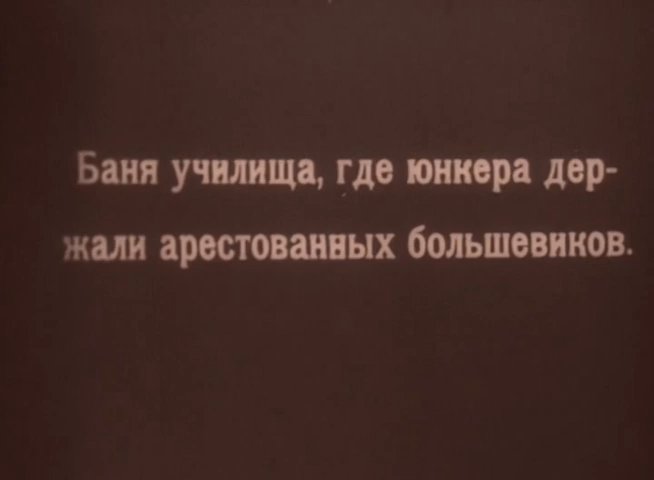 Баня училища, где юнкера дер-
жали арестованных большевиков.